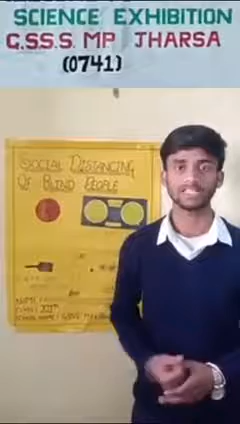 SCIENCE EXHIBITION
G.S.S.S. MP JHARSA
(0741)
SOCIAL DISTANCING
OF BLIND PEOPLE